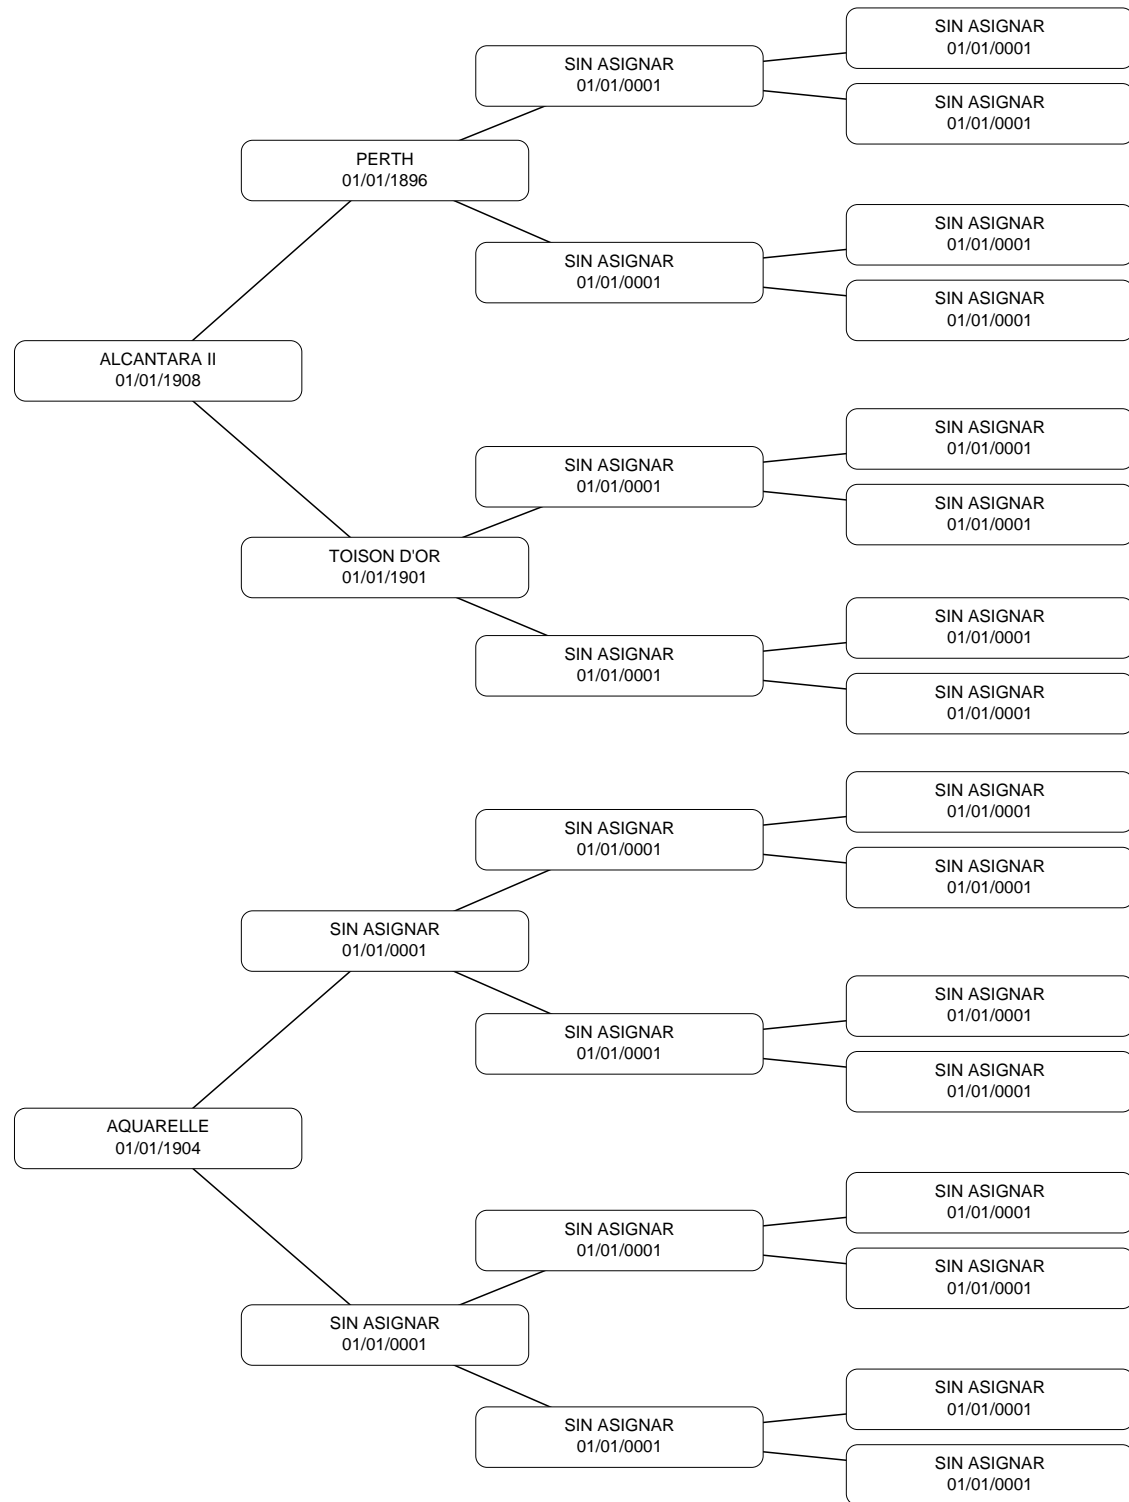 SIN ASIGNAR
01/01/0001
SIN ASIGNAR
01/01/0001
SIN ASIGNAR
01/01/0001
PERTH
01/01/1896
SIN ASIGNAR
01/01/0001
SIN ASIGNAR
01/01/0001
SIN ASIGNAR
01/01/0001
ALCANTARA II
01/01/1908
SIN ASIGNAR
01/01/0001
SIN ASIGNAR
01/01/0001
SIN ASIGNAR
01/01/0001
TOISON D'OR
01/01/1901
SIN ASIGNAR
01/01/0001
SIN ASIGNAR
01/01/0001
SIN ASIGNAR
01/01/0001
SIN ASIGNAR
01/01/0001
SIN ASIGNAR
01/01/0001
SIN ASIGNAR
01/01/0001
SIN ASIGNAR
01/01/0001
SIN ASIGNAR
01/01/0001
SIN ASIGNAR
01/01/0001
SIN ASIGNAR
01/01/0001
AQUARELLE
01/01/1904
SIN ASIGNAR
01/01/0001
SIN ASIGNAR
01/01/0001
SIN ASIGNAR
01/01/0001
SIN ASIGNAR
01/01/0001
SIN ASIGNAR
01/01/0001
SIN ASIGNAR
01/01/0001
SIN ASIGNAR
01/01/0001